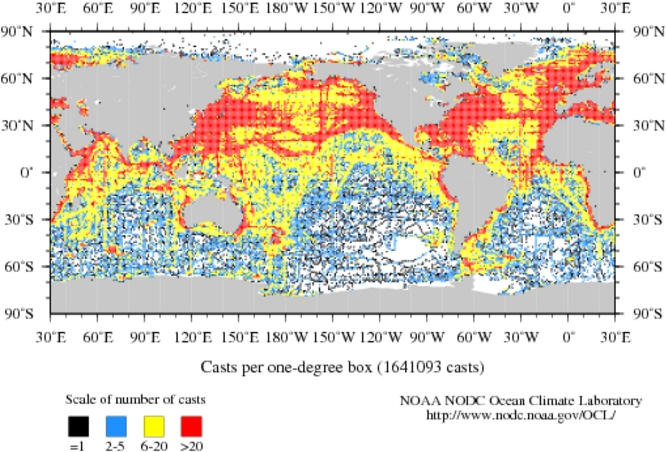 30°E 60°E 90°E 120°E 150°E 180°W 150°W 120°W 90°W 60°W 30°W 0° 30°E
90°N 90°N
60°N 60°N
30°N 30°N
0° 0°
30°S 30°S
60°S 60°S
90°S 90°S
30°E 60°E 90°E 120°E 150°E 180°W 150°W 120°W 90°W 60°W 30°W 0° 30°E
Casts per one-degree box (1641093 casts)
Scale of number of casts
=1 2-5 6-20 >20
NOAA NODC Ocean Climate Laboratory
http://www.nodc.noaa.gov/OCL/